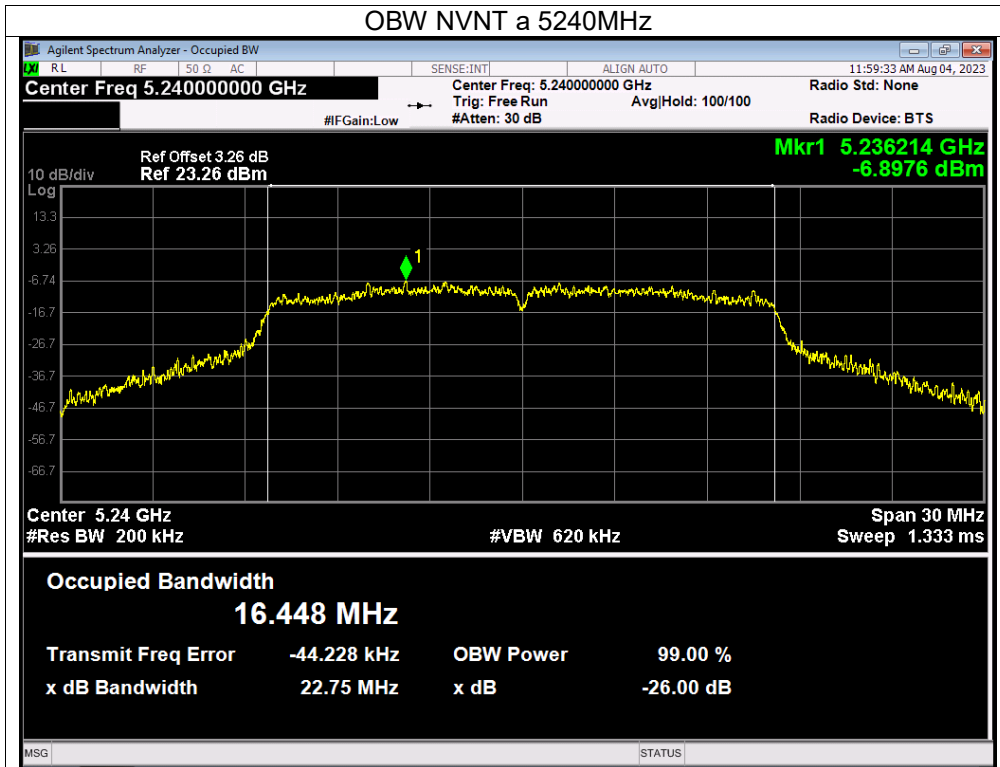 OBW NVNT a 5240MHz
Agilent Spectrum Analyzer - Occupied BW
LXI RL RF 50 Ω AC SENSE:INT ALIGN AUTO 11:59:33 AM Aug 04, 2023
Center Freq 5.240000000 GHz Center Freq: 5.240000000 GHz Radio Std: None
Trig: Free Run Avg|Hold: 100/100
#IFGain:Low #Atten: 30 dB Radio Device: BTS
Mkr1 5.236214 GHz
-6.8976 dBm
Ref Offset 3.26 dB
10 dB/div Ref 23.26 dBm
Log
13.3
3.26
-6.74
-16.7
-26.7
-36.7
-46.7
-56.7
-66.7
1
Center 5.24 GHz Span 30 MHz
#Res BW 200 kHz #VBW 620 kHz Sweep 1.333 ms
Occupied Bandwidth
16.448 MHz
Transmit Freq Error -44.228 kHz OBW Power 99.00 %
x dB Bandwidth 22.75 MHz x dB -26.00 dB
MSG STATUS